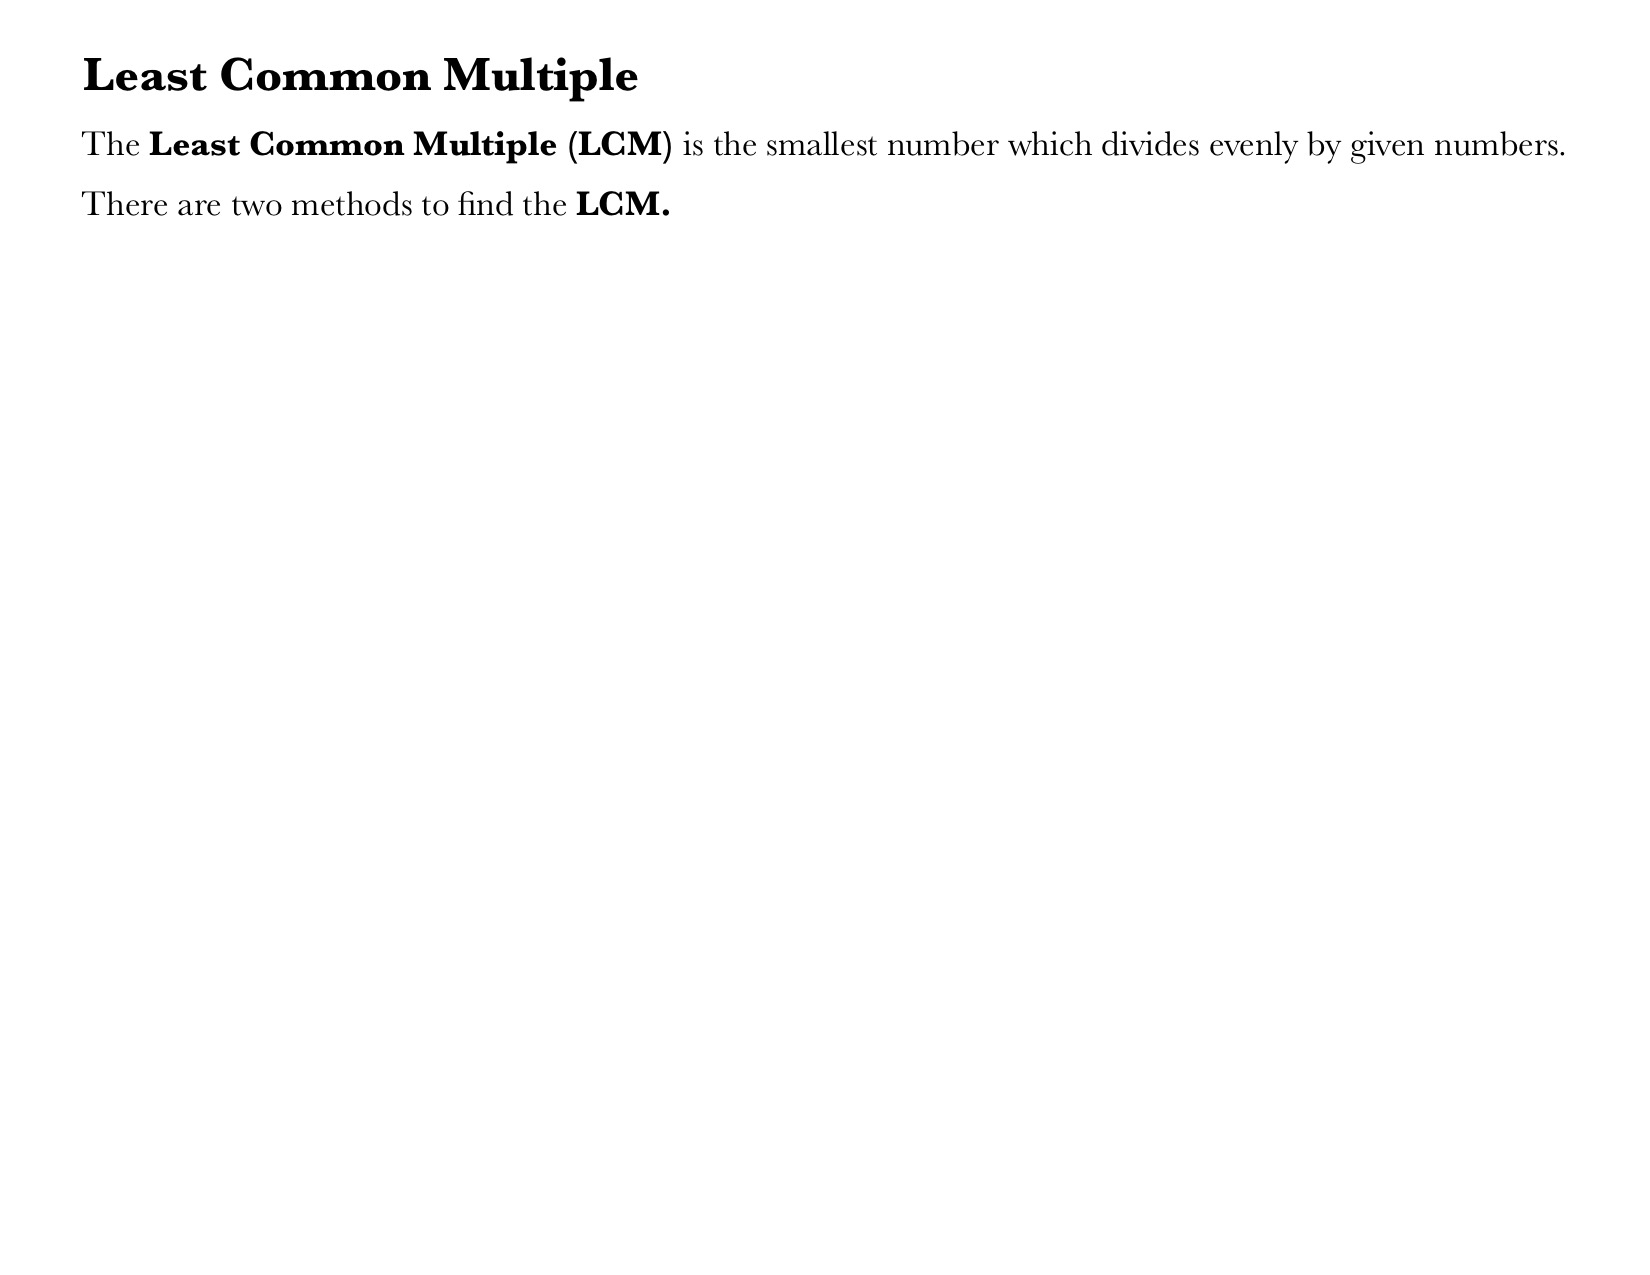 Least Common Multiple
The Least Common Multiple (LCM) is the smallest number which divides evenly by given numbers.
There are two methods to find the LCM.